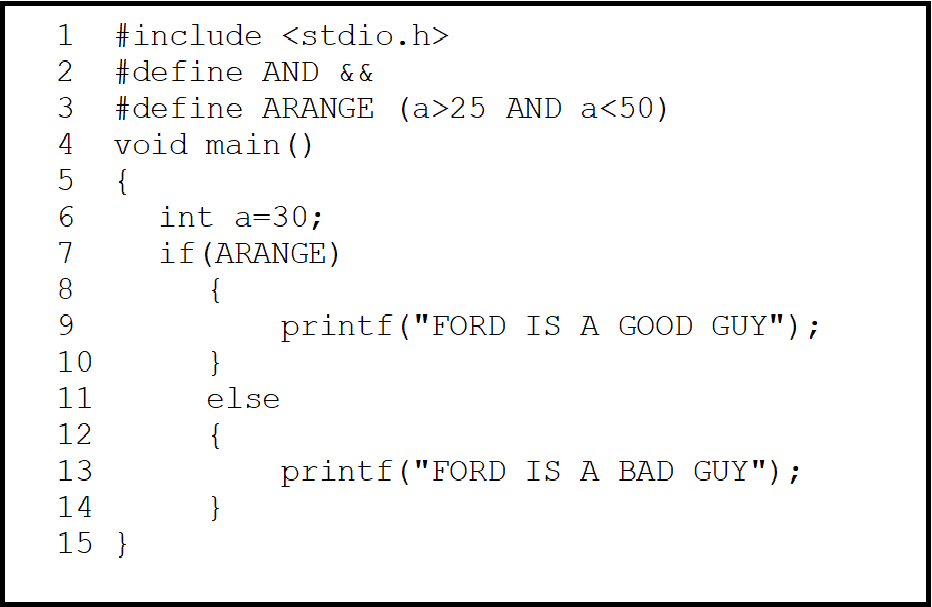 1 #include <stdio.h>
2 #define AND &&
3 #define ARANGE (a>25 AND a<50)
4 void main()
5 {
6 int a=30;
7 if(ARANGE)
8 {
9 printf("FORD IS A GOOD GUY");
10 }
11 else
12 {
13 printf("FORD IS A BAD GUY");
14 }
15 }